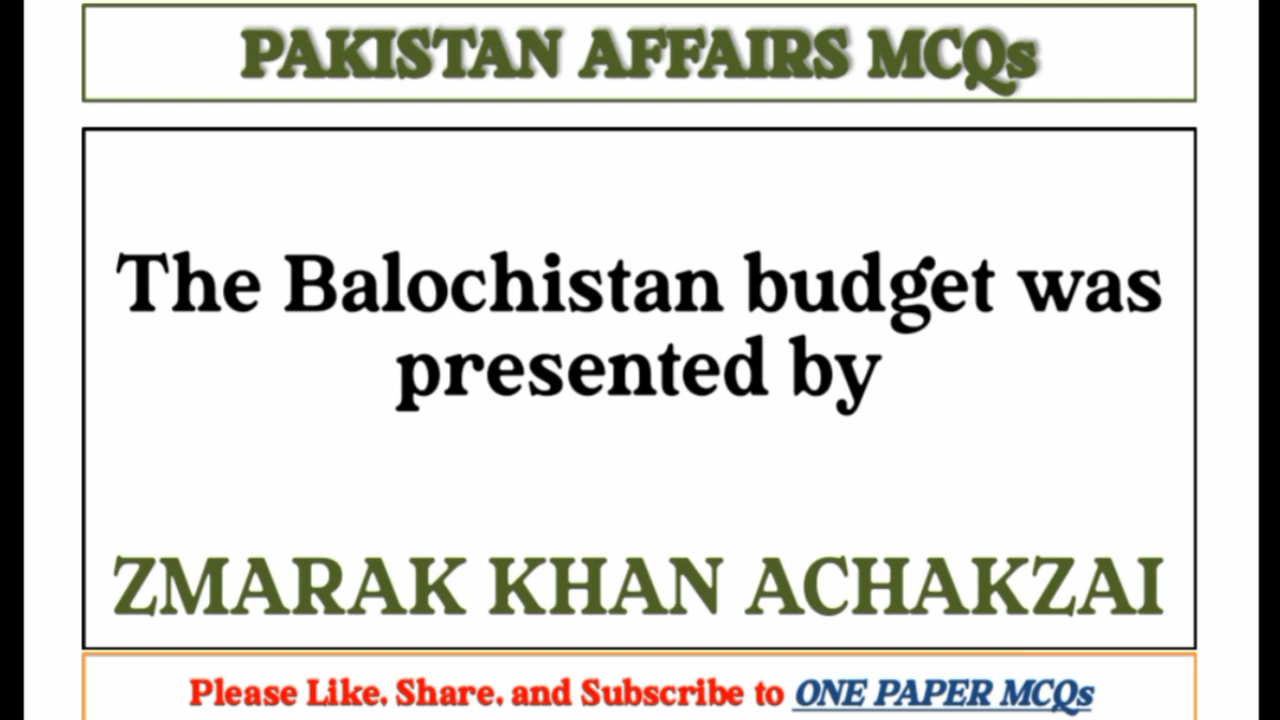 PAKISTAN AFFAIRS MCQs
The Balochistan budget was
presented by
ZMARAK KHAN ACHAKZAI
Please Like. Share. and Subscribe to ONE PAPER MCQs